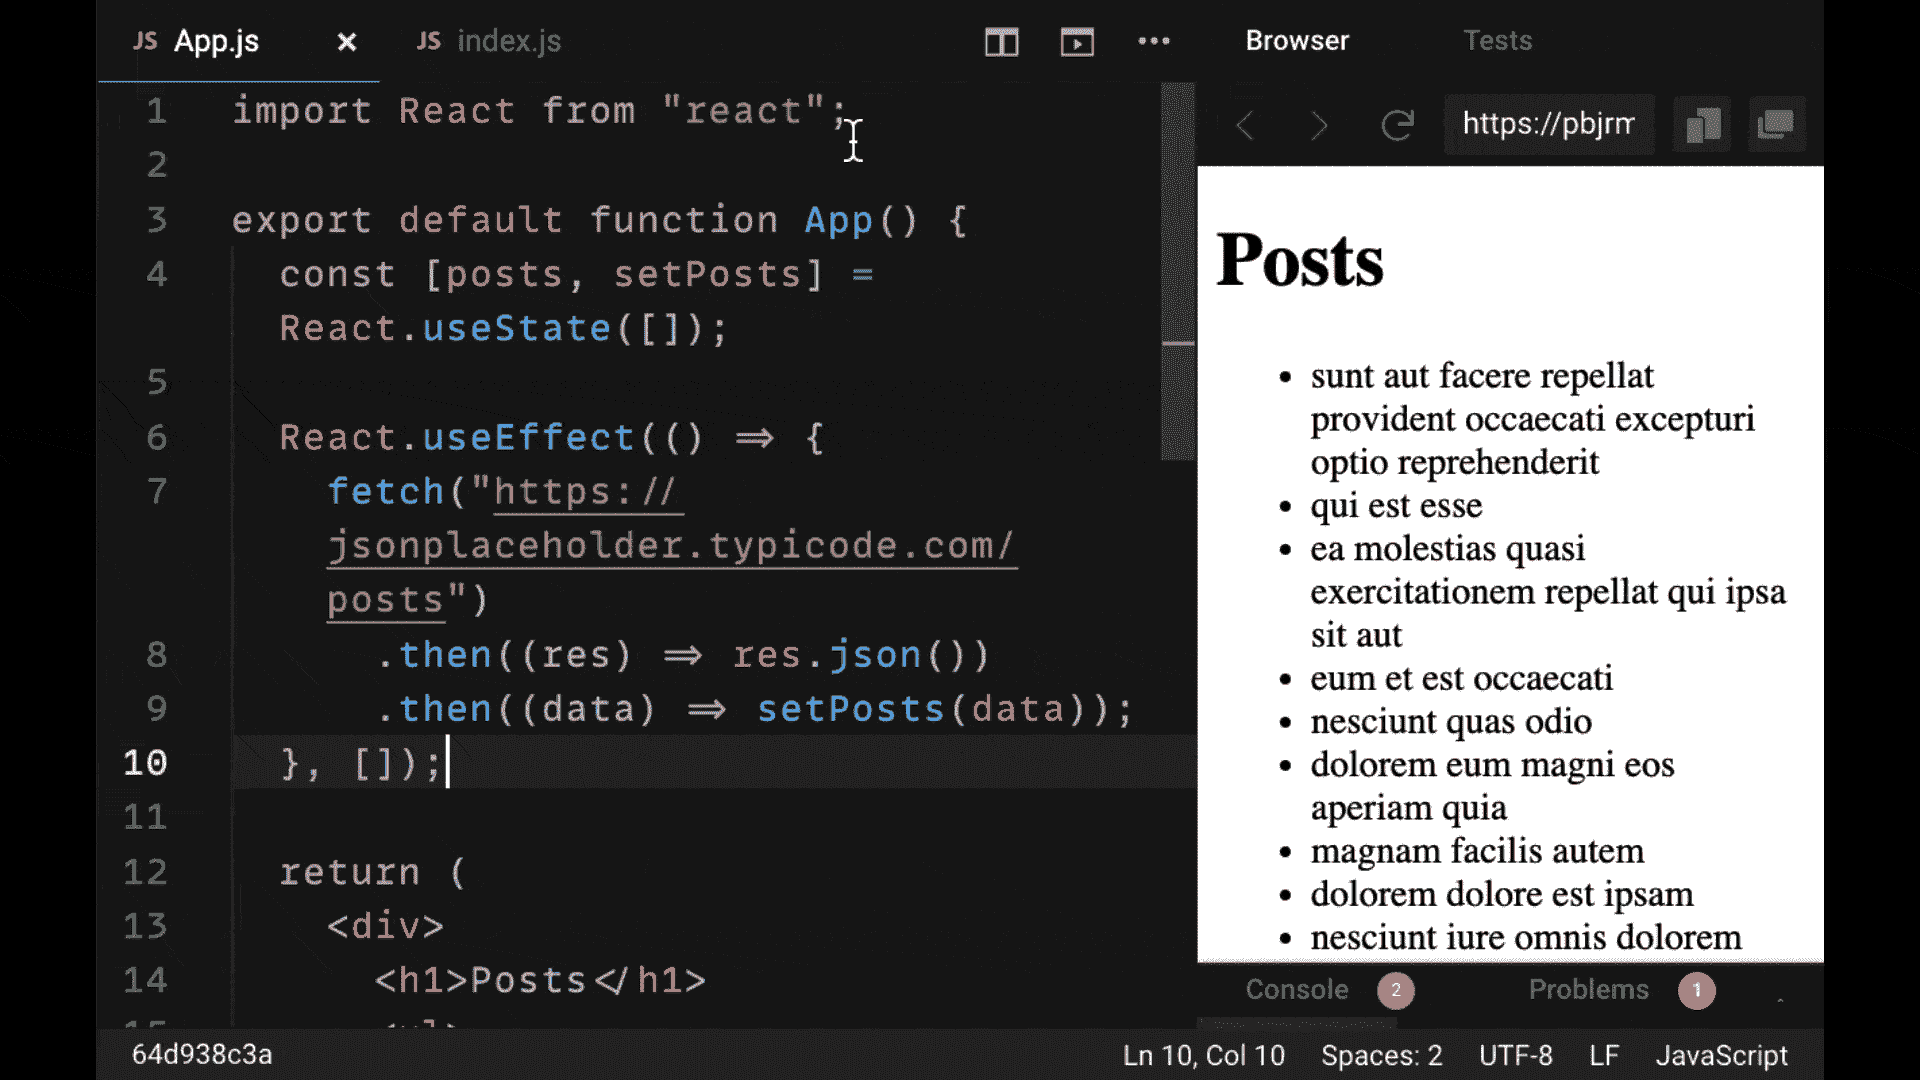 JS App.js
JS index.js
Browser
Tests
1 import React from "react";
2
3 export default function App() {
4 const [posts, setPosts] =
React.useState([]);
5
6 React.useEffect(() => {
7 fetch("https://
jsonplaceholder.typicode.com/
posts")
8 .then((res) => res.json())
9 .then((data) => setPosts(data));
10 }, []);
11
12 return (
13 <div>
14 <h1>Posts</h1>
https://pbjrm
Posts
• sunt aut facere repellat
provident occaecati excepturi
optio reprehenderit
• qui est esse
• ea molestias quasi
exercitationem repellat qui ipsa
sit aut
• eum et est occaecati
• nesciunt quas odio
• dolorem eum magni eos
aperiam quia
• magnam facilis autem
• dolorem dolore est ipsam
• nesciunt iure omnis dolorem
Console 2
Problems 1
64d938c3a
Ln 10, Col 10 Spaces: 2 UTF-8 LF JavaScript